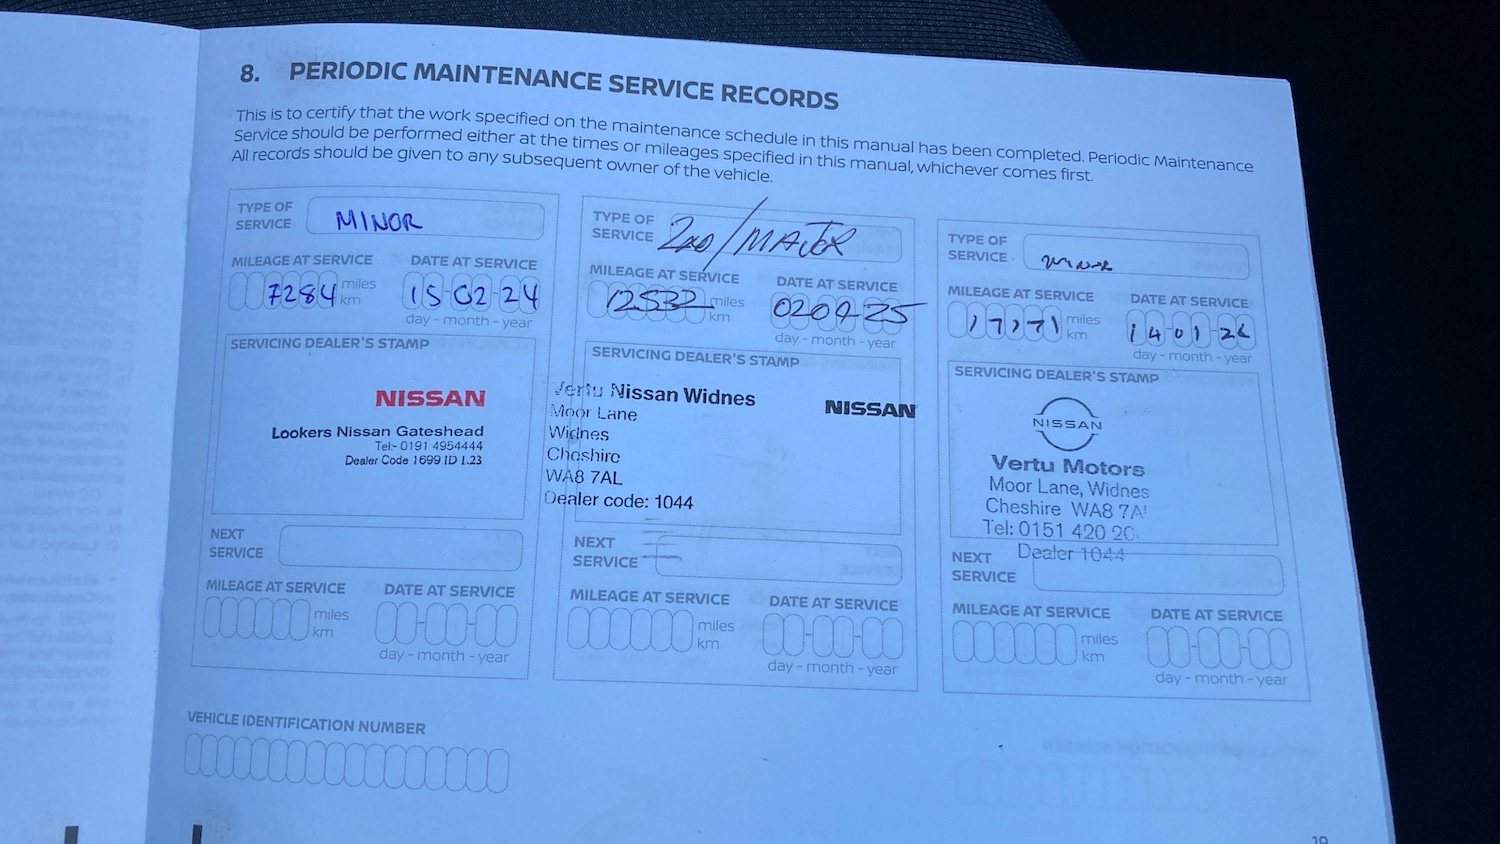 8. PERIODIC MAINTENANCE SERVICE RECORDS
This is to certify that the work specified on the maintenance schedule in this manual has been completed. Periodic Maintenance
Service should be performed either at the times or mileages specified in this manual, whichever comes first.
All records should be given to any subsequent owner of the vehicle.
TYPE OF
SERVICE MINOR
MILEAGE AT SERVICE DATE AT SERVICE
7284 miles
km
15-02-24
day - month - year
SERVICING DEALER'S STAMP
NISSAN
Lookers Nissan Gateshead
Tel:- 0191 4954444
Dealer Code 1699 ID 1.23
NEXT
SERVICE
MILEAGE AT SERVICE DATE AT SERVICE
miles
km
day - month - year
TYPE OF
SERVICE 2ND/MAJOR
MILEAGE AT SERVICE DATE AT SERVICE
12532 miles
km
day - month - year
SERVICING DEALER'S STAMP
Vertu Nissan Widnes NISSAN
Moor Lane
Widnes
Cheshire
WA8 7AL
Dealer code: 1044
NEXT
SERVICE
MILEAGE AT SERVICE DATE AT SERVICE
miles
km
day - month - year
TYPE OF
SERVICE minor
MILEAGE AT SERVICE DATE AT SERVICE
miles
km
14-01-26
day - month - year
SERVICING DEALER'S STAMP
NISSAN
Vertu Motors
Moor Lane, Widnes
Cheshire WA8 7A
Tel: 0151 420 20
Dealer 1044
NEXT
SERVICE
MILEAGE AT SERVICE DATE AT SERVICE
miles
km
day - month - year
VEHICLE IDENTIFICATION NUMBER
19